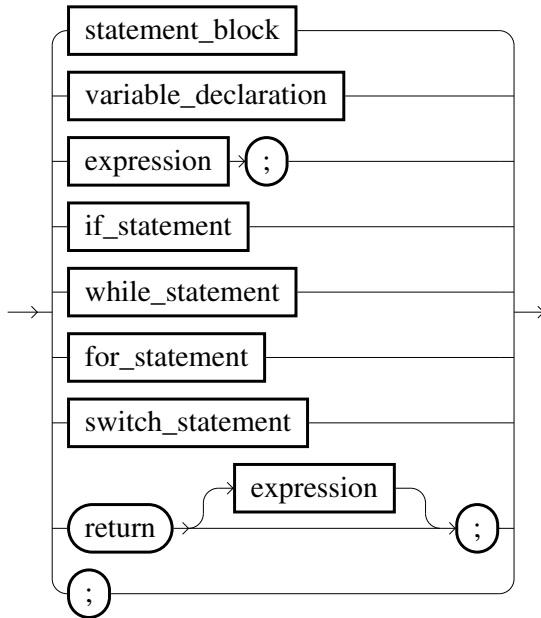 statement_block
variable_declaration
expression ;
if_statement
while_statement
for_statement
switch_statement
expression
return ;
;